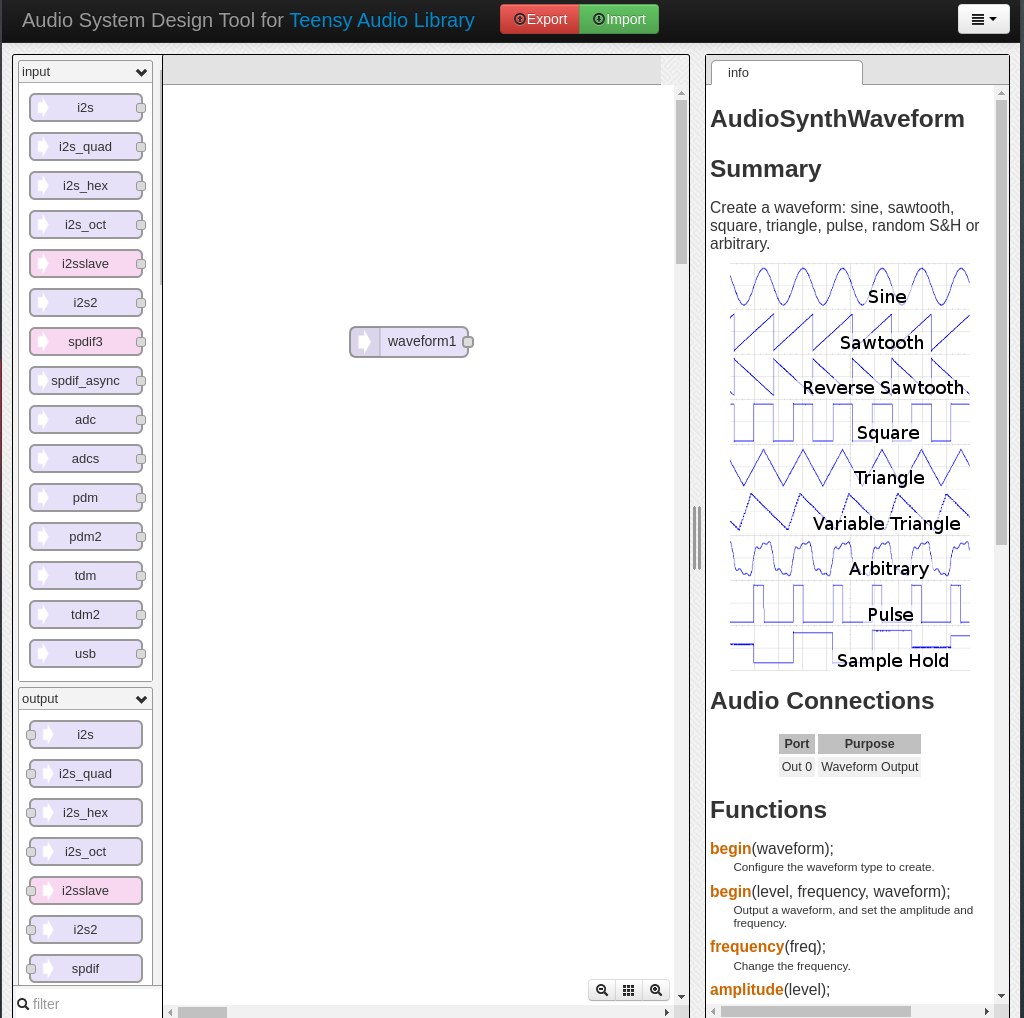 Audio System Design Tool for Teensy Audio Library
Export
Import
input
i2s
i2s_quad
i2s_hex
i2s_oct
i2sslave
i2s2
spdif3
spdif_async
adc
adcs
pdm
pdm2
tdm
tdm2
usb
output
i2s
i2s_quad
i2s_hex
i2s_oct
i2sslave
i2s2
spdif
filter
waveform1
info
AudioSynthWaveform
Summary
Create a waveform: sine, sawtooth,
square, triangle, pulse, random S&H or
arbitrary.
Sine
Sawtooth
Reverse Sawtooth
Square
Triangle
Variable Triangle
Arbitrary
Pulse
Sample Hold
Audio Connections
Port Purpose
Out 0 Waveform Output
Functions
begin(waveform);
Configure the waveform type to create.
begin(level, frequency, waveform);
Output a waveform, and set the amplitude and
frequency.
frequency(freq);
Change the frequency.
amplitude(level);